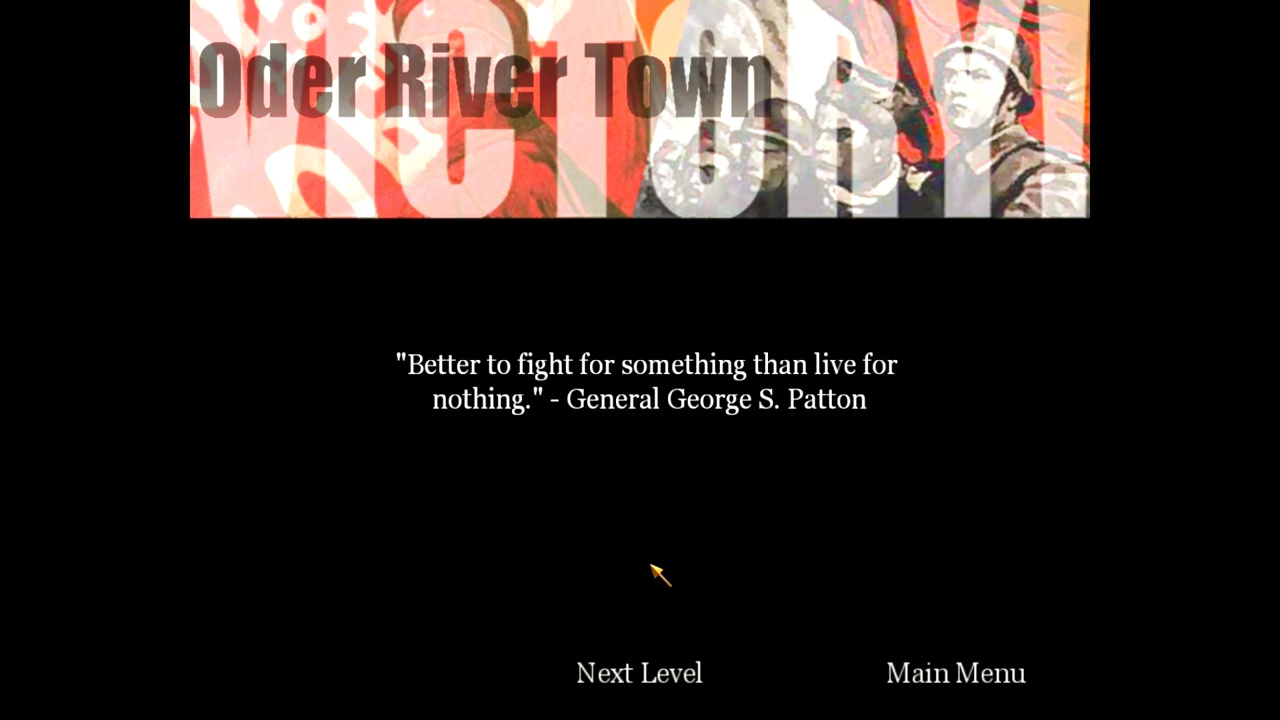 VICTORY!
Oder River Town
"Better to fight for something than live for
nothing." - General George S. Patton
Next Level
Main Menu